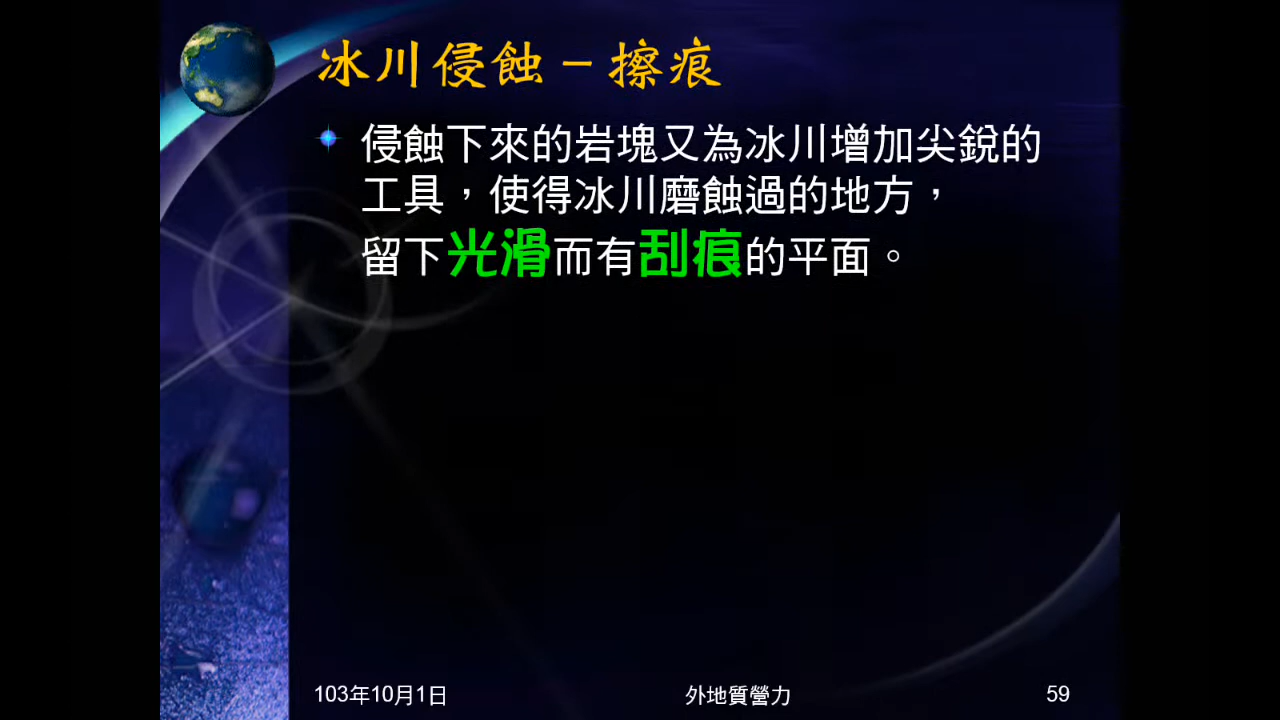 冰川侵蝕－擦痕
侵蝕下來的岩塊又為冰川增加尖銳的
工具，使得冰川磨蝕過的地方，
留下光滑而有刮痕的平面。
103年10月1日
外地質營力
59